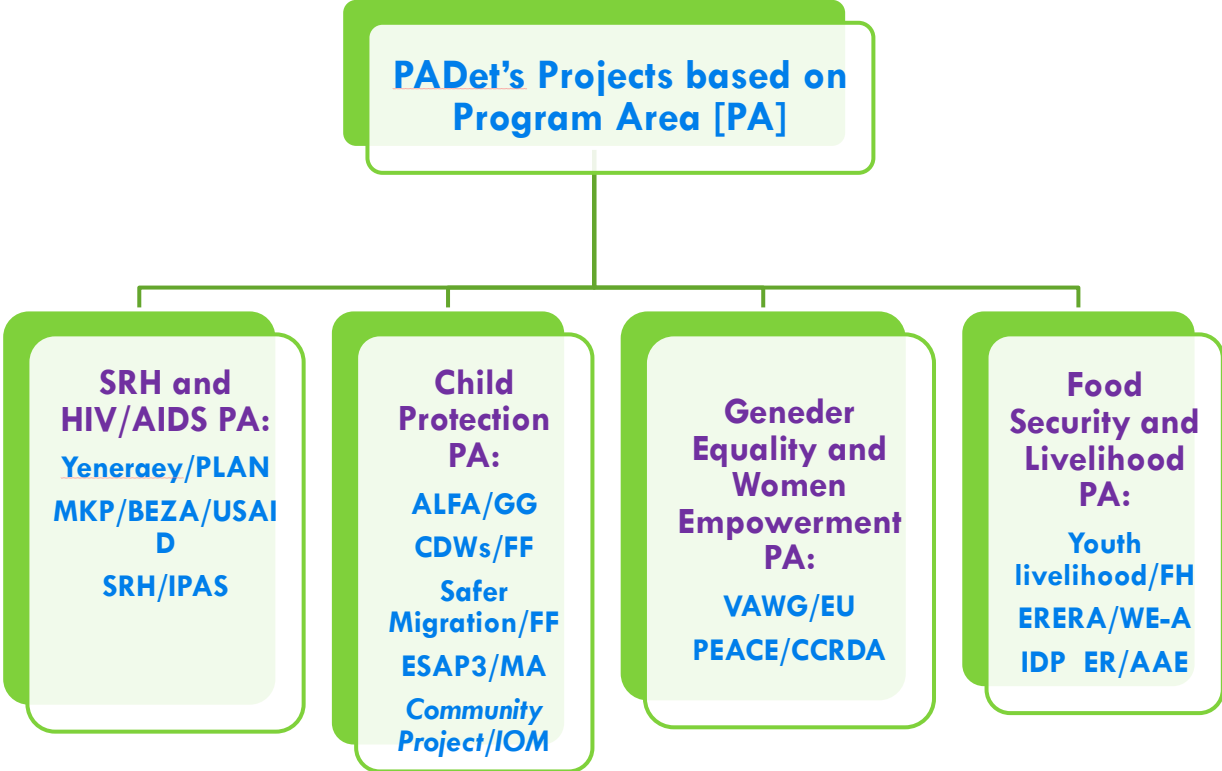 PADet's Projects based on
Program Area [PA]
SRH and
HIV/AIDS PA:
Yeneraey/PLAN
MKP/BEZA/USAI
D
SRH/IPAS
Child
Protection
PA:
ALFA/GG
CDWs/FF
Safer
Migration/FF
ESAP3/MA
Community
Project/IOM
Geneder
Equality and
Women
Empowerment
PA:
VAWG/EU
PEACE/CCRDA
Food
Security and
Livelihood
PA:
Youth
livelihood/FH
ERERA/WE-A
IDP ER/AAE